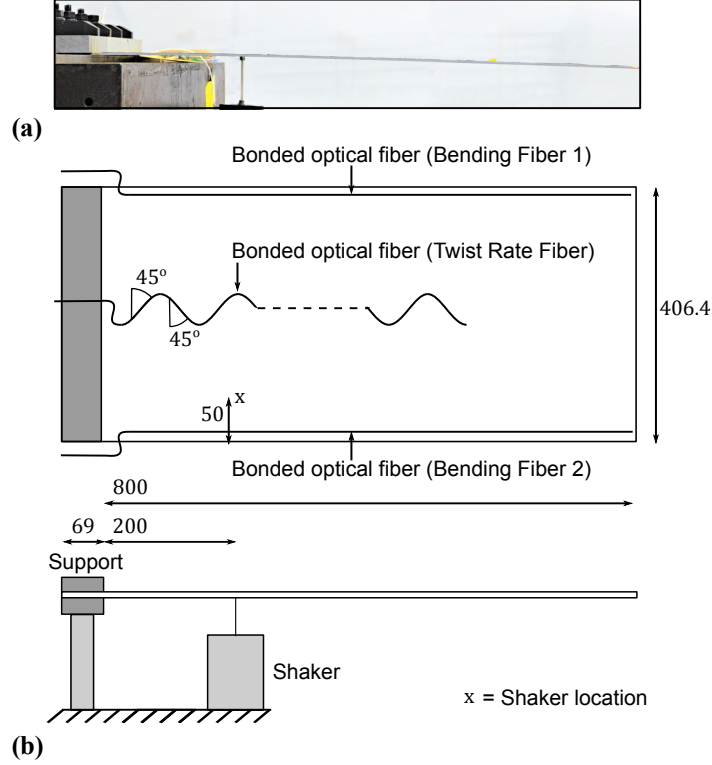 (a)
Bonded optical fiber (Bending Fiber 1)
Bonded optical fiber (Twist Rate Fiber)
45°
45°
406.4
x
50
Bonded optical fiber (Bending Fiber 2)
800
69
200
Support
Shaker
x = Shaker location
(b)